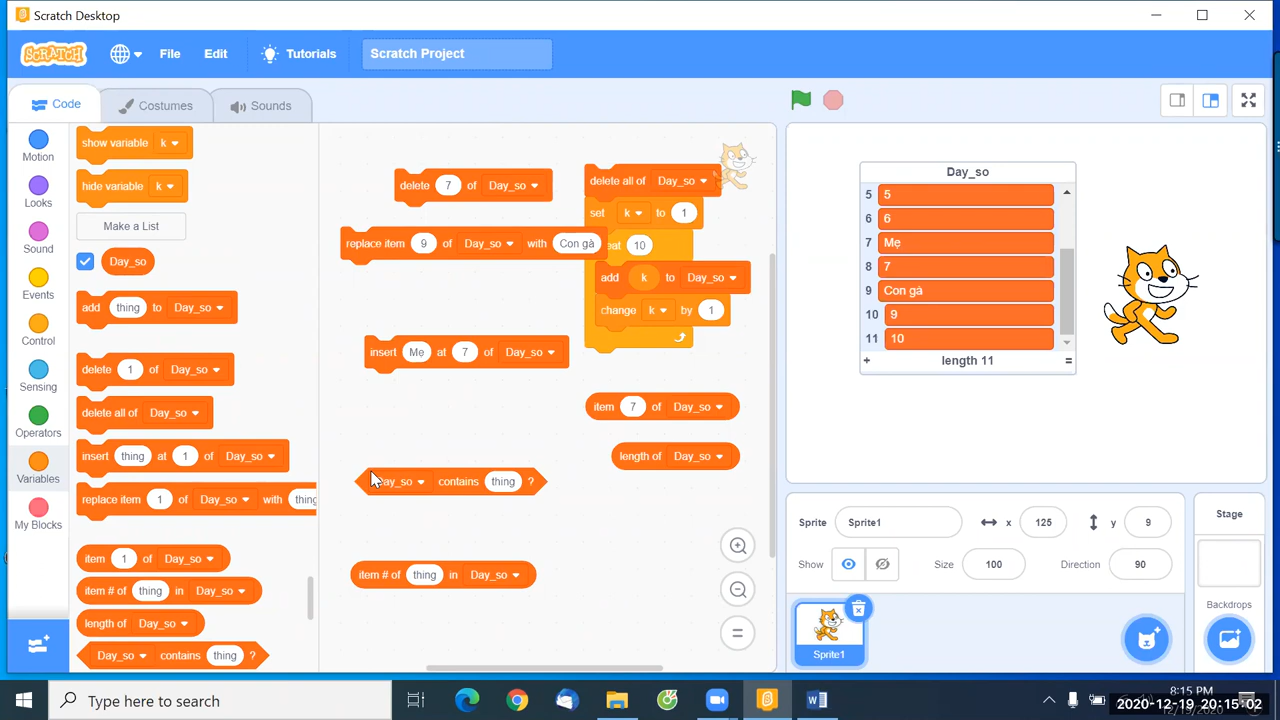 Scratch Desktop
SCRATCH
File
Edit
Tutorials
Scratch Project
Code
Costumes
Sounds
Motion
Looks
Sound
Events
Control
Sensing
Operators
Variables
My Blocks
show variable k
hide variable k
Make a List
Day_so
add thing to Day_so
delete 1 of Day_so
delete all of Day_so
insert thing at 1 of Day_so
replace item 1 of Day_so with
item 1 of Day_so
item # of thing in Day_so
length of Day_so
Day_so contains thing ?
delete 7 of Day_so
replace item 9 of Day_so with Con gà
insert Mẹ at 7 of Day_so
contains thing ?
item # of thing in Day_so
delete all of Day_so
set k to 1
10
add k to Day_so
change k by 1
item 7 of Day_so
length of Day_so
Day_so
5 5
6 6
7 Mẹ
8 7
9 Con gà
10 9
11 10
+ length 11 =
Sprite Sprite1 x 125 y 9
Show Size 100 Direction 90
Sprite1
Stage
Backdrops
Type here to search
8:15 PM
2020-12-19 20:15:02